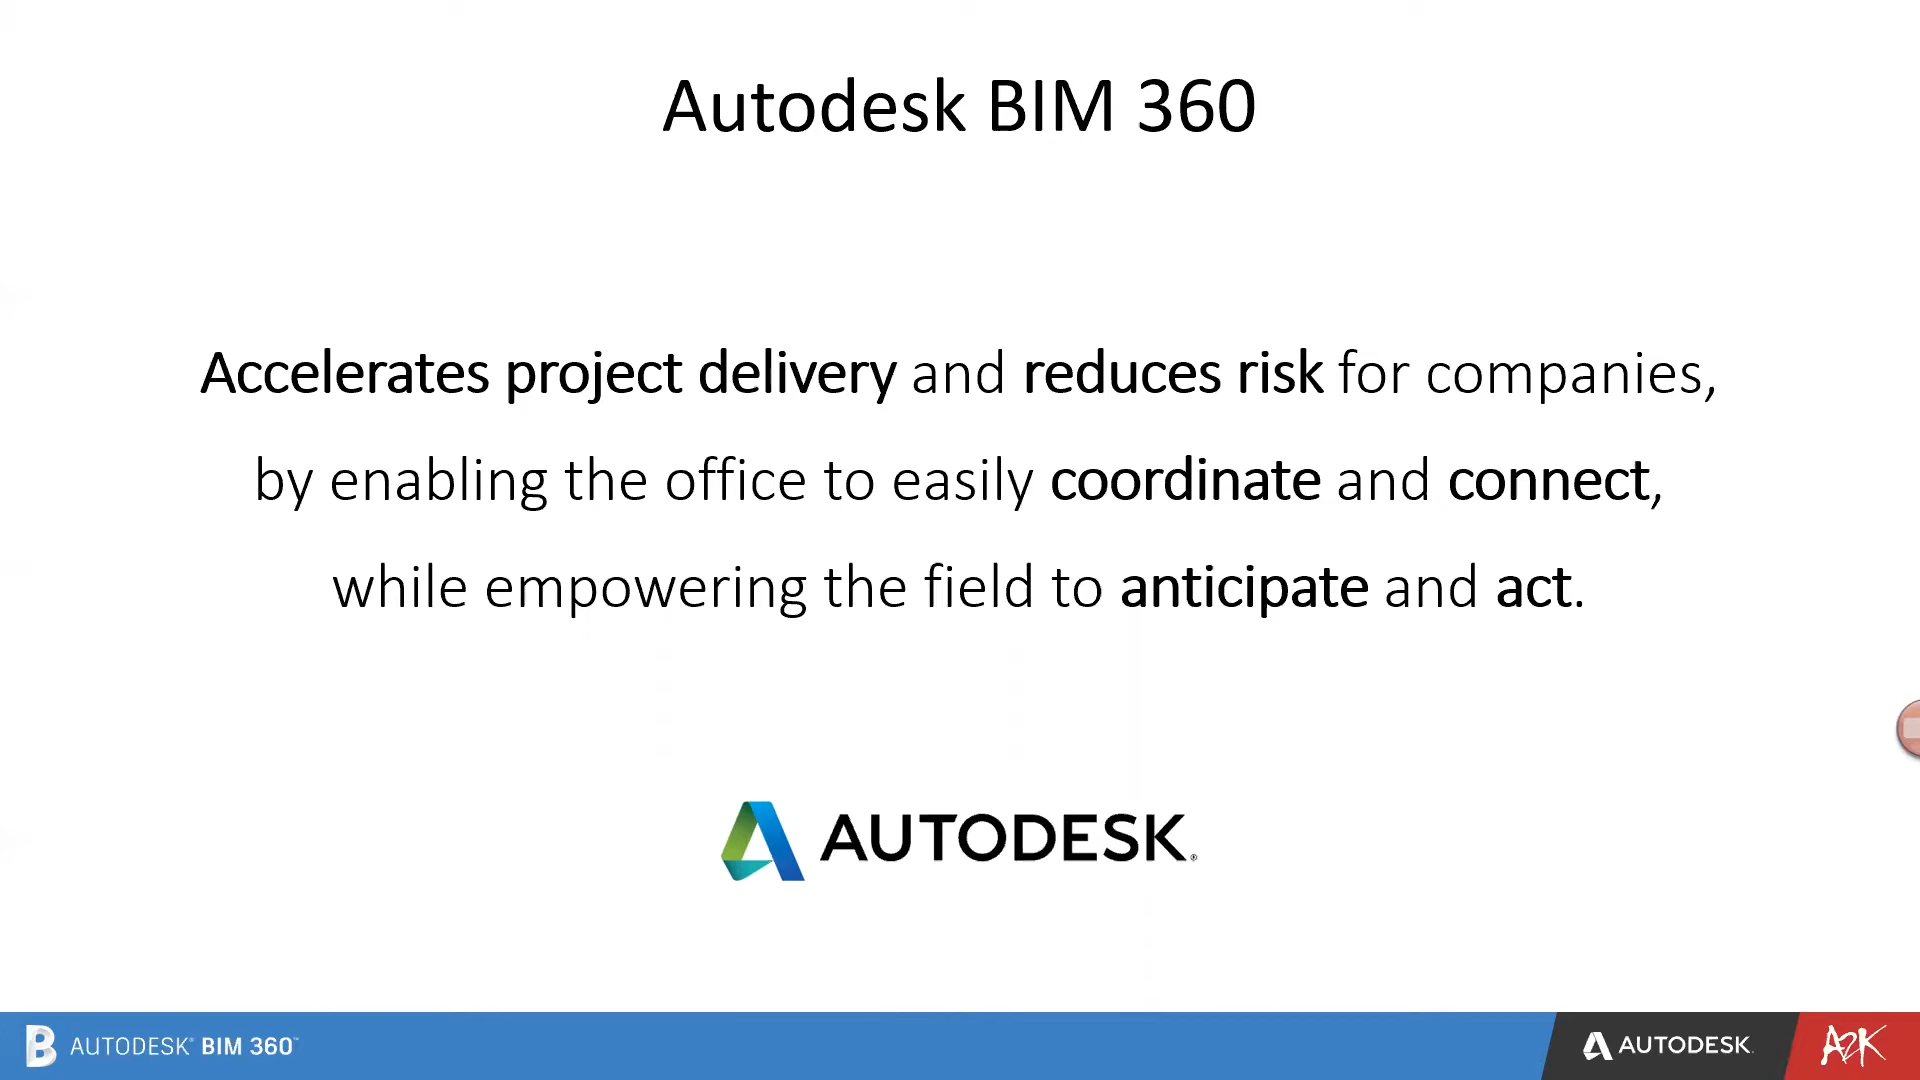 Autodesk BIM 360
Accelerates project delivery and reduces risk for companies,
by enabling the office to easily coordinate and connect,
while empowering the field to anticipate and act.
AUTODESK®
AUTODESK® BIM 360™
AUTODESK.
A2K